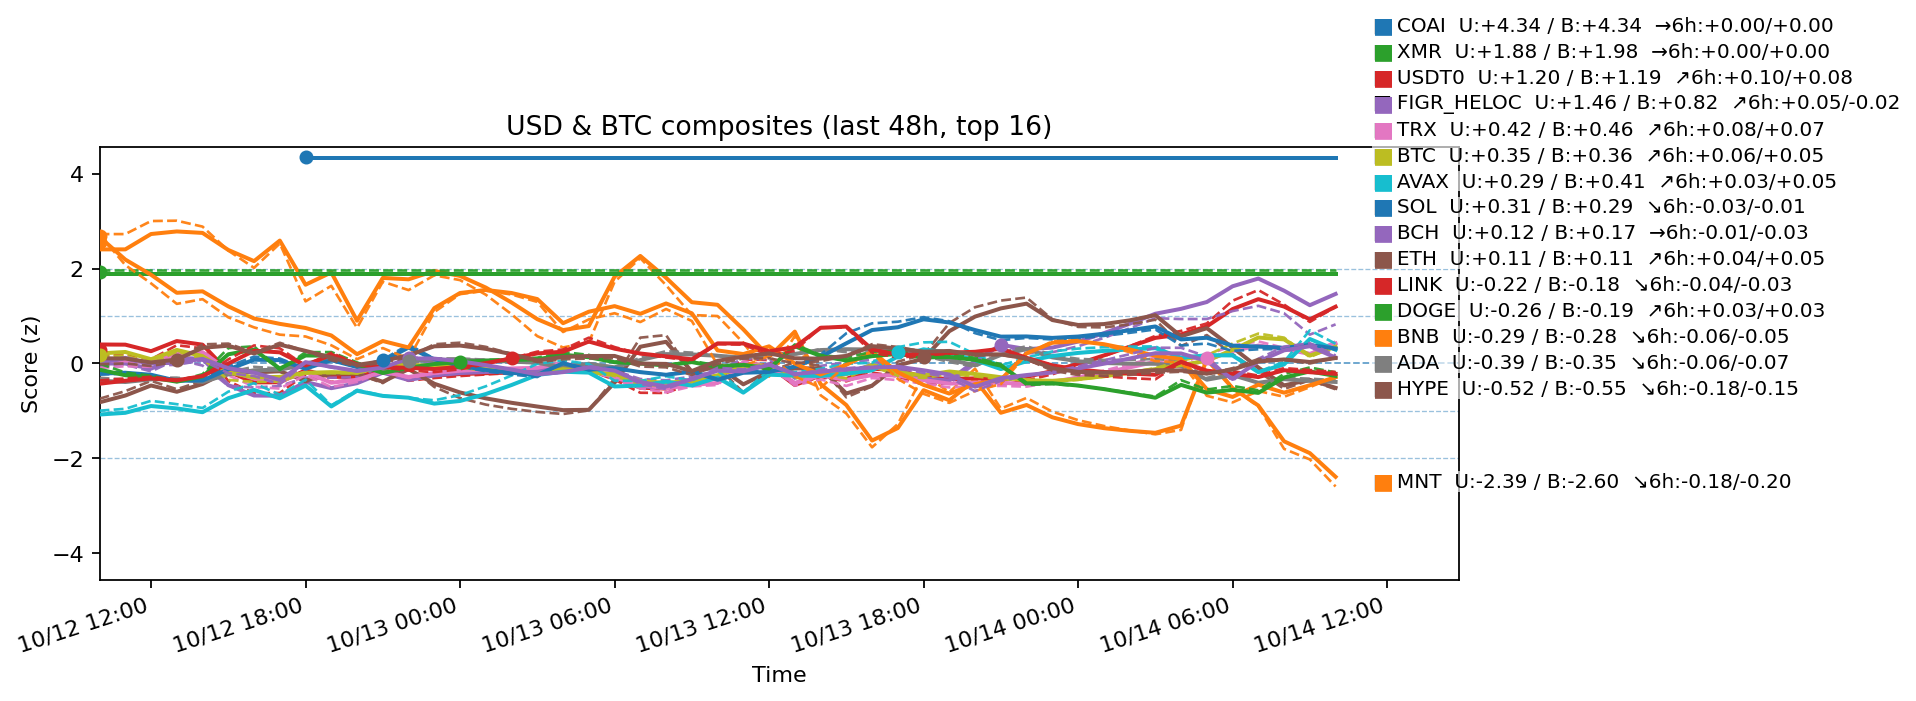 COAI U:+4.34 / B:+4.34 →6h:+0.00/+0.00
XMR U:+1.88 / B:+1.98 →6h:+0.00/+0.00
USDT0 U:+1.20 / B:+1.19 ↗6h:+0.10/+0.08
FIGR_HELOC U:+1.46 / B:+0.82 ↗6h:+0.05/-0.02
TRX U:+0.42 / B:+0.46 ↗6h:+0.08/+0.07
BTC U:+0.35 / B:+0.36 ↗6h:+0.06/+0.05
AVAX U:+0.29 / B:+0.41 ↗6h:+0.03/+0.05
SOL U:+0.31 / B:+0.29 ↘6h:-0.03/-0.01
BCH U:+0.12 / B:+0.17 →6h:-0.01/-0.03
ETH U:+0.11 / B:+0.11 ↗6h:+0.04/+0.05
LINK U:-0.22 / B:-0.18 ↘6h:-0.04/-0.03
DOGE U:-0.26 / B:-0.19 ↗6h:+0.03/+0.03
BNB U:-0.29 / B:-0.28 ↘6h:-0.06/-0.05
ADA U:-0.39 / B:-0.35 ↘6h:-0.06/-0.07
HYPE U:-0.52 / B:-0.55 ↘6h:-0.18/-0.15
MNT U:-2.39 / B:-2.60 ↘6h:-0.18/-0.20
USD & BTC composites (last 48h, top 16)
Score (z)
4
2
0
−2
−4
10/12 12:00
10/12 18:00
10/13 00:00
10/13 06:00
10/13 12:00
10/13 18:00
10/14 00:00
10/14 06:00
10/14 12:00
Time